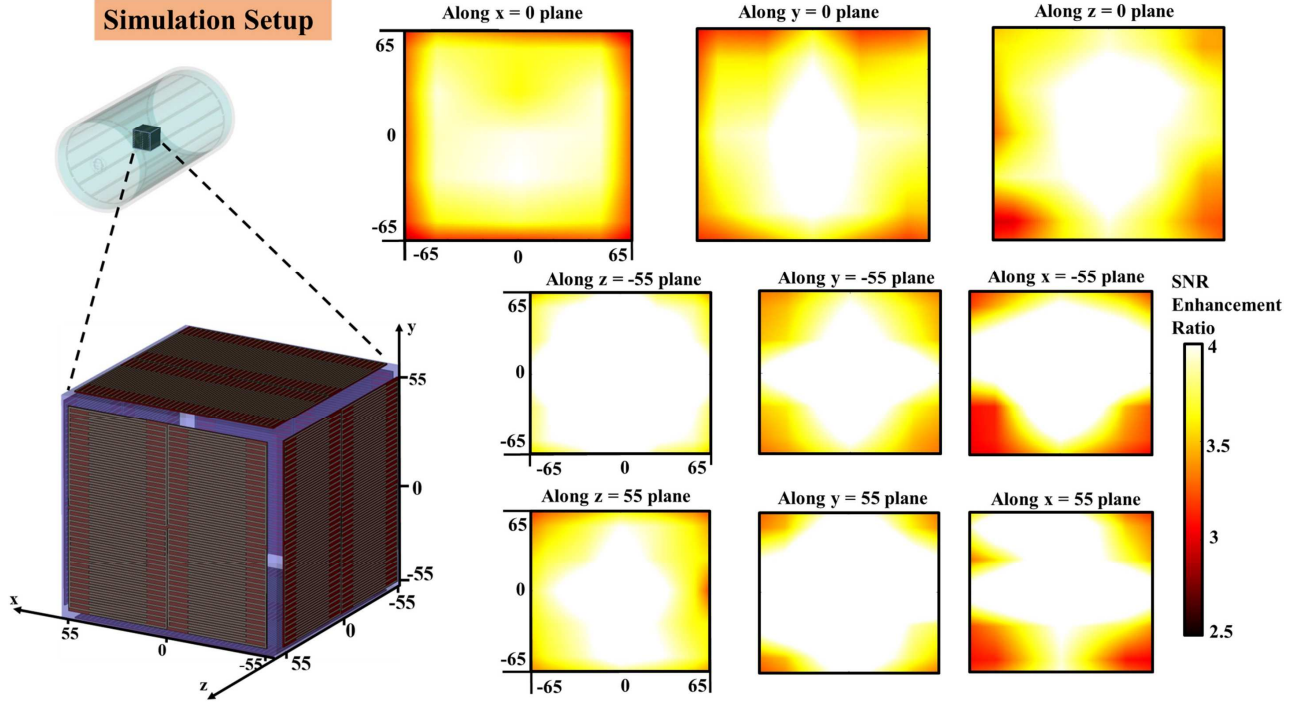 Simulation Setup
Along x = 0 plane
Along y = 0 plane
Along z = 0 plane
65
0
-65
-65
0
65
Along z = -55 plane
Along y = -55 plane
Along x = -55 plane
65
0
-65
-65
0
65
SNR
Enhancement
Ratio
4
3.5
3
2.5
Along z = 55 plane
Along y = 55 plane
Along x = 55 plane
65
0
-65
-65
0
65
y
55
0
-55
-55
0
55
z
-55
0
55
x